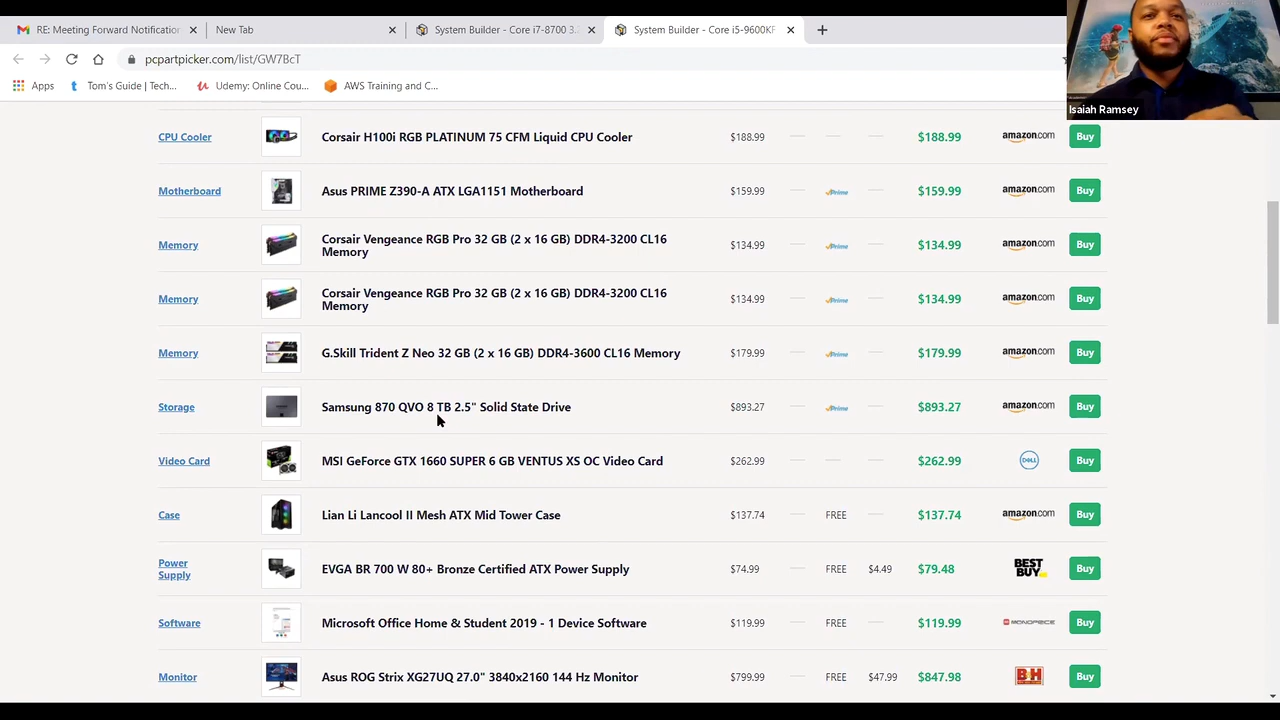 RE: Meeting Forward Notification
New Tab
System Builder - Core i7-8700 3.
System Builder - Core i5-9600KF
pcpartpicker.com/list/GW7BcT
Apps
Tom's Guide | Tech...
Udemy: Online Cou...
AWS Training and C...
Isaiah Ramsey
CPU Cooler Corsair H100i RGB PLATINUM 75 CFM Liquid CPU Cooler $188.99 $188.99 amazon.com Buy
Motherboard Asus PRIME Z390-A ATX LGA1151 Motherboard $159.99 Prime $159.99 amazon.com Buy
Memory Corsair Vengeance RGB Pro 32 GB (2 x 16 GB) DDR4-3200 CL16 $134.99 Prime $134.99 amazon.com Buy
Memory
Memory Corsair Vengeance RGB Pro 32 GB (2 x 16 GB) DDR4-3200 CL16 $134.99 Prime $134.99 amazon.com Buy
Memory
Memory G.Skill Trident Z Neo 32 GB (2 x 16 GB) DDR4-3600 CL16 Memory $179.99 Prime $179.99 amazon.com Buy
Storage Samsung 870 QVO 8 TB 2.5" Solid State Drive $893.27 Prime $893.27 amazon.com Buy
Video Card MSI GeForce GTX 1660 SUPER 6 GB VENTUS XS OC Video Card $262.99 $262.99 DELL Buy
Case Lian Li Lancool II Mesh ATX Mid Tower Case $137.74 FREE $137.74 amazon.com Buy
Power
Supply EVGA BR 700 W 80+ Bronze Certified ATX Power Supply $74.99 FREE $4.49 $79.48 BEST BUY Buy
Software Microsoft Office Home & Student 2019 - 1 Device Software $119.99 FREE $119.99 MONOPRICE Buy
Monitor Asus ROG Strix XG27UQ 27.0" 3840x2160 144 Hz Monitor $799.99 FREE $47.99 $847.98 B&H Buy